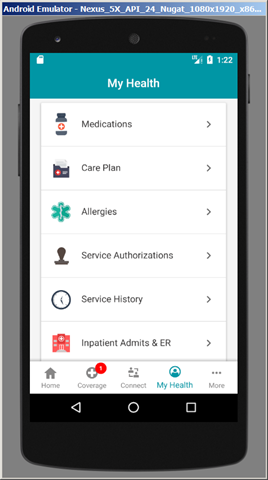 Android Emulator - Nexus_5X_API_24_Nugat_1080x1920_x86...
1:22
My Health
Medications
Care Plan
Allergies
Service Authorizations
Service History
Inpatient Admits & ER
1
Home
Coverage
Connect
My Health
More